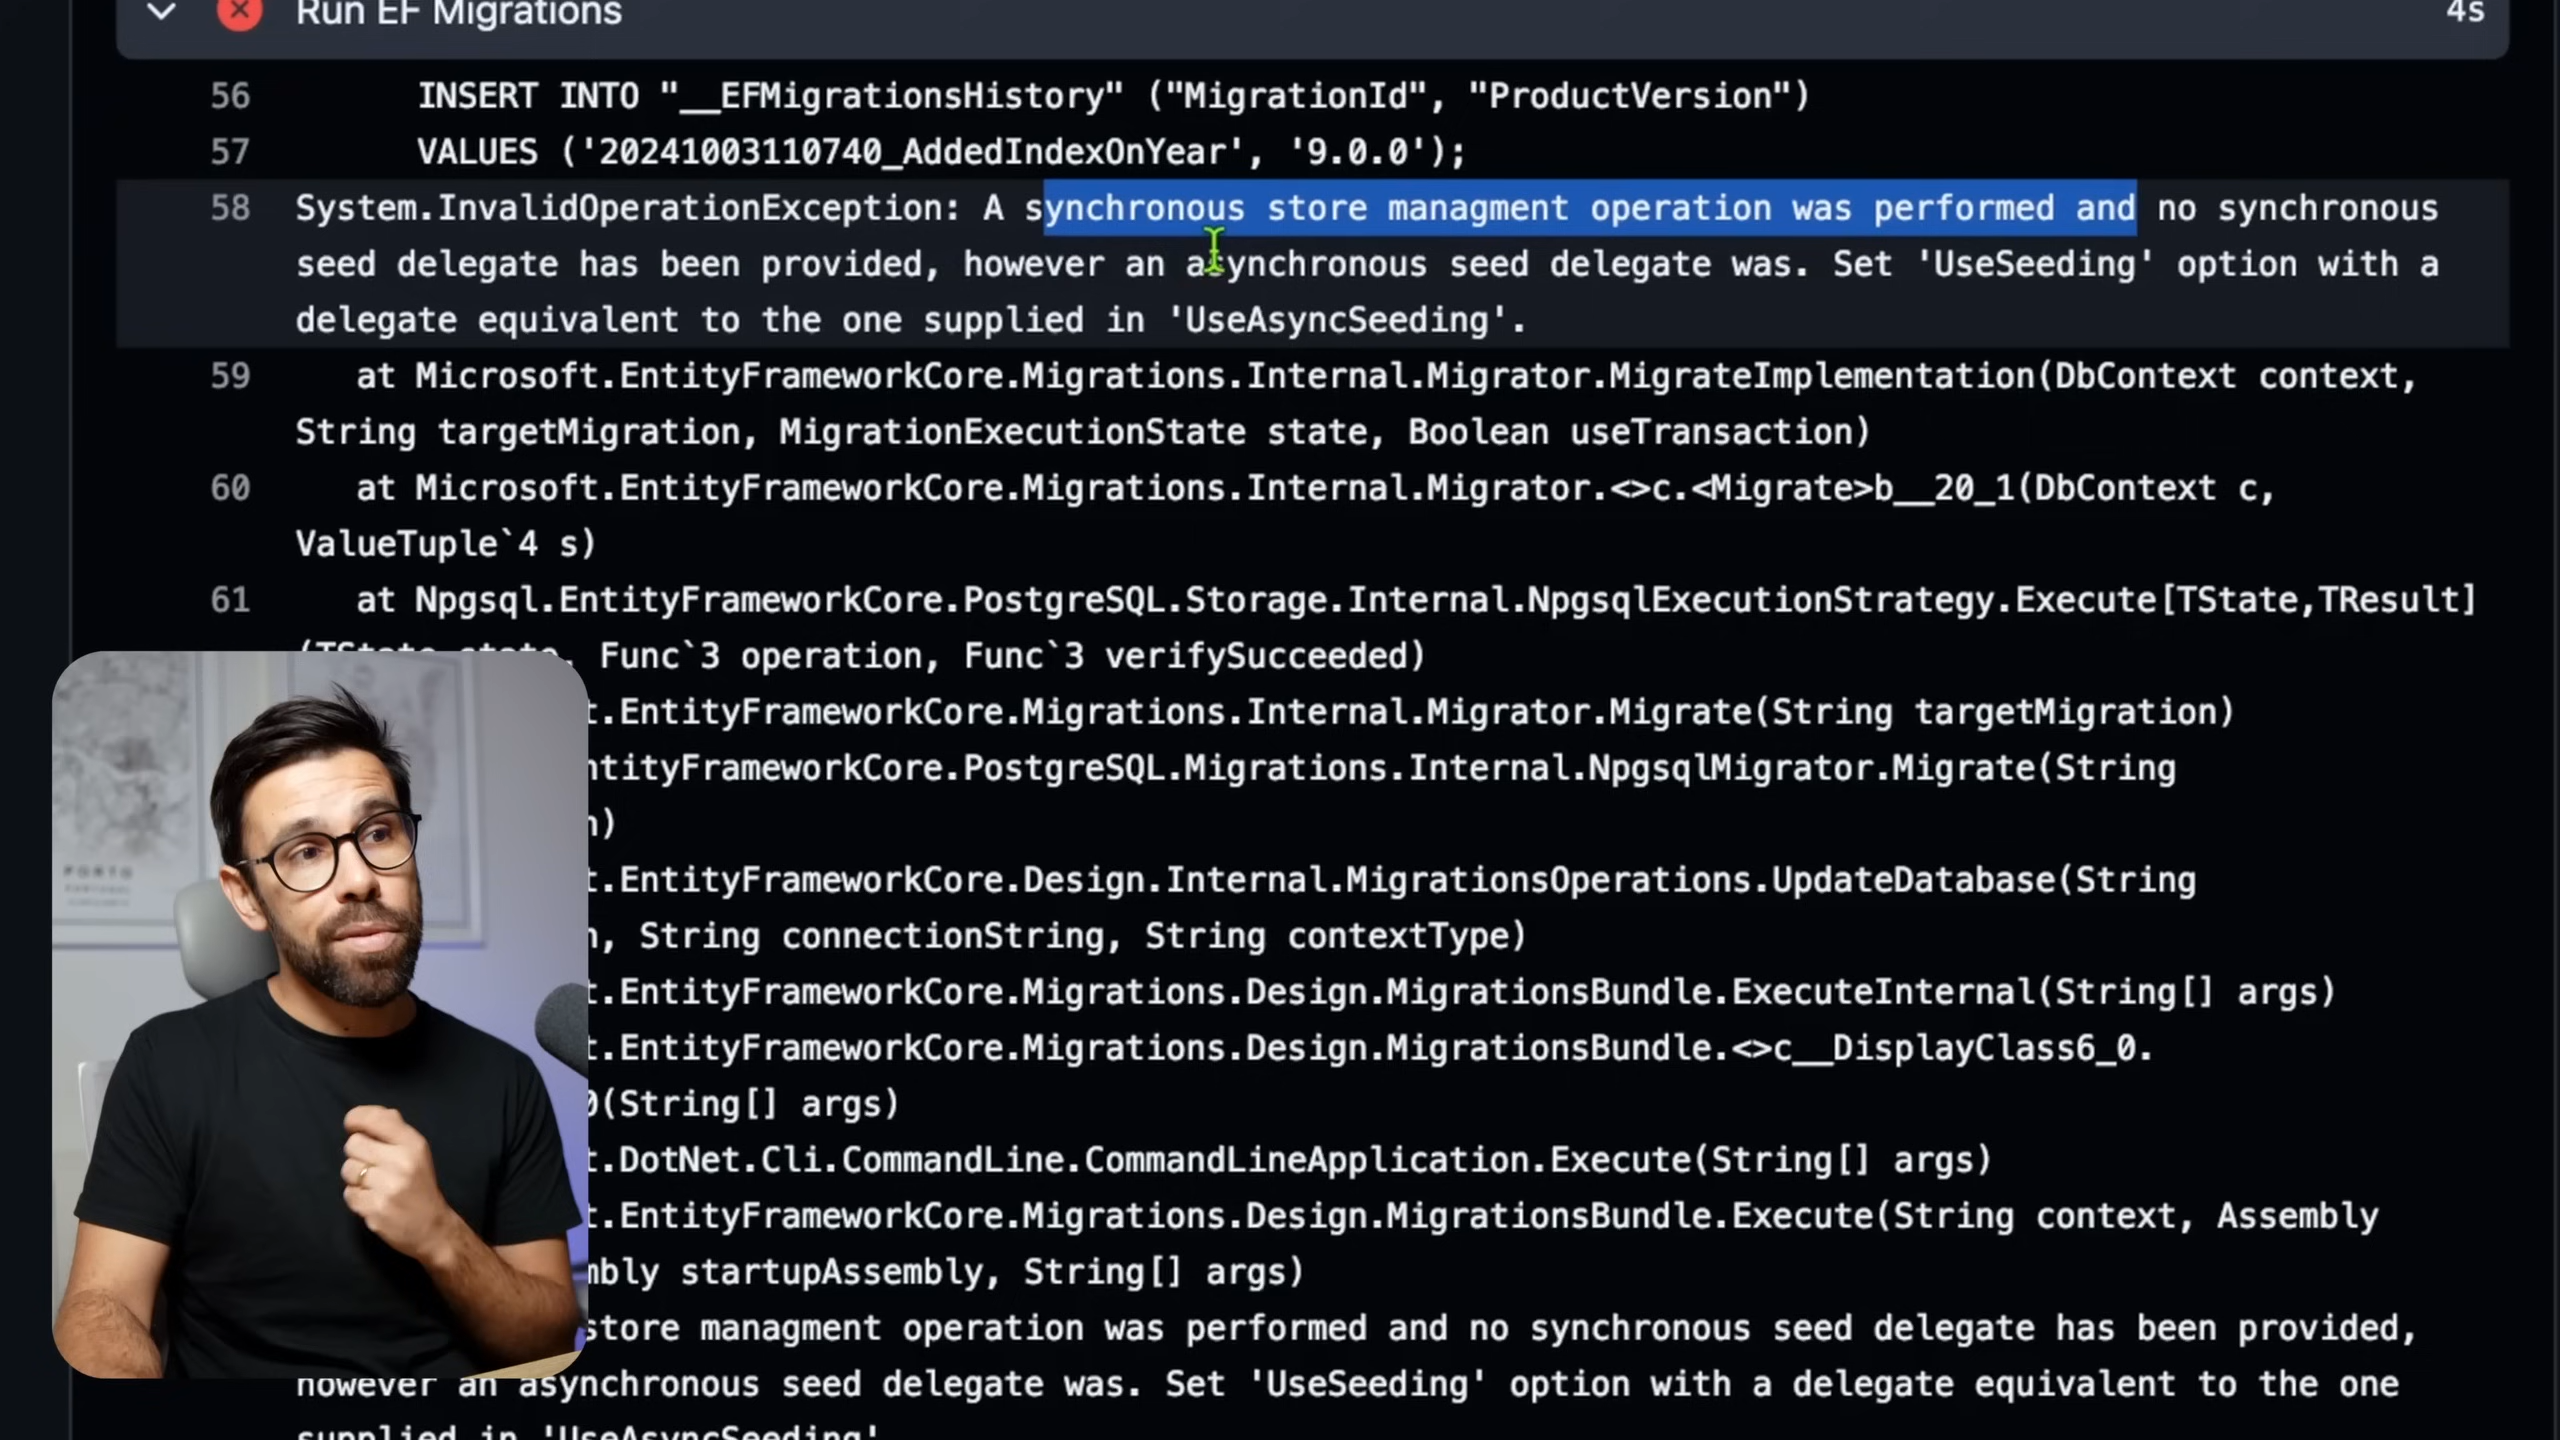 Run EF Migrations 4s
56 INSERT INTO "__EFMigrationsHistory" ("MigrationId", "ProductVersion")
57 VALUES ('20241003110740_AddedIndexOnYear', '9.0.0');
58 System.InvalidOperationException: A synchronous store managment operation was performed and no synchronous
seed delegate has been provided, however an asynchronous seed delegate was. Set 'UseSeeding' option with a
delegate equivalent to the one supplied in 'UseAsyncSeeding'.
59 at Microsoft.EntityFrameworkCore.Migrations.Internal.Migrator.MigrateImplementation(DbContext context,
String targetMigration, MigrationExecutionState state, Boolean useTransaction)
60 at Microsoft.EntityFrameworkCore.Migrations.Internal.Migrator.<>c.<Migrate>b__20_1(DbContext c,
ValueTuple`4 s)
61 at Npgsql.EntityFrameworkCore.PostgreSQL.Storage.Internal.NpgsqlExecutionStrategy.Execute[TState,TResult]
(TState state, Func`3 operation, Func`3 verifySucceeded)
t.EntityFrameworkCore.Migrations.Internal.Migrator.Migrate(String targetMigration)
ntityFrameworkCore.PostgreSQL.Migrations.Internal.NpgsqlMigrator.Migrate(String
n)
PORTO
t.EntityFrameworkCore.Design.Internal.MigrationsOperations.UpdateDatabase(String
n, String connectionString, String contextType)
t.EntityFrameworkCore.Migrations.Design.MigrationsBundle.ExecuteInternal(String[] args)
t.EntityFrameworkCore.Migrations.Design.MigrationsBundle.<>c__DisplayClass6_0.
0(String[] args)
t.DotNet.Cli.CommandLine.CommandLineApplication.Execute(String[] args)
t.EntityFrameworkCore.Migrations.Design.MigrationsBundle.Execute(String context, Assembly
mbly startupAssembly, String[] args)
store managment operation was performed and no synchronous seed delegate has been provided,
however an asynchronous seed delegate was. Set 'UseSeeding' option with a delegate equivalent to the one
supplied in 'UseAsyncSeeding'